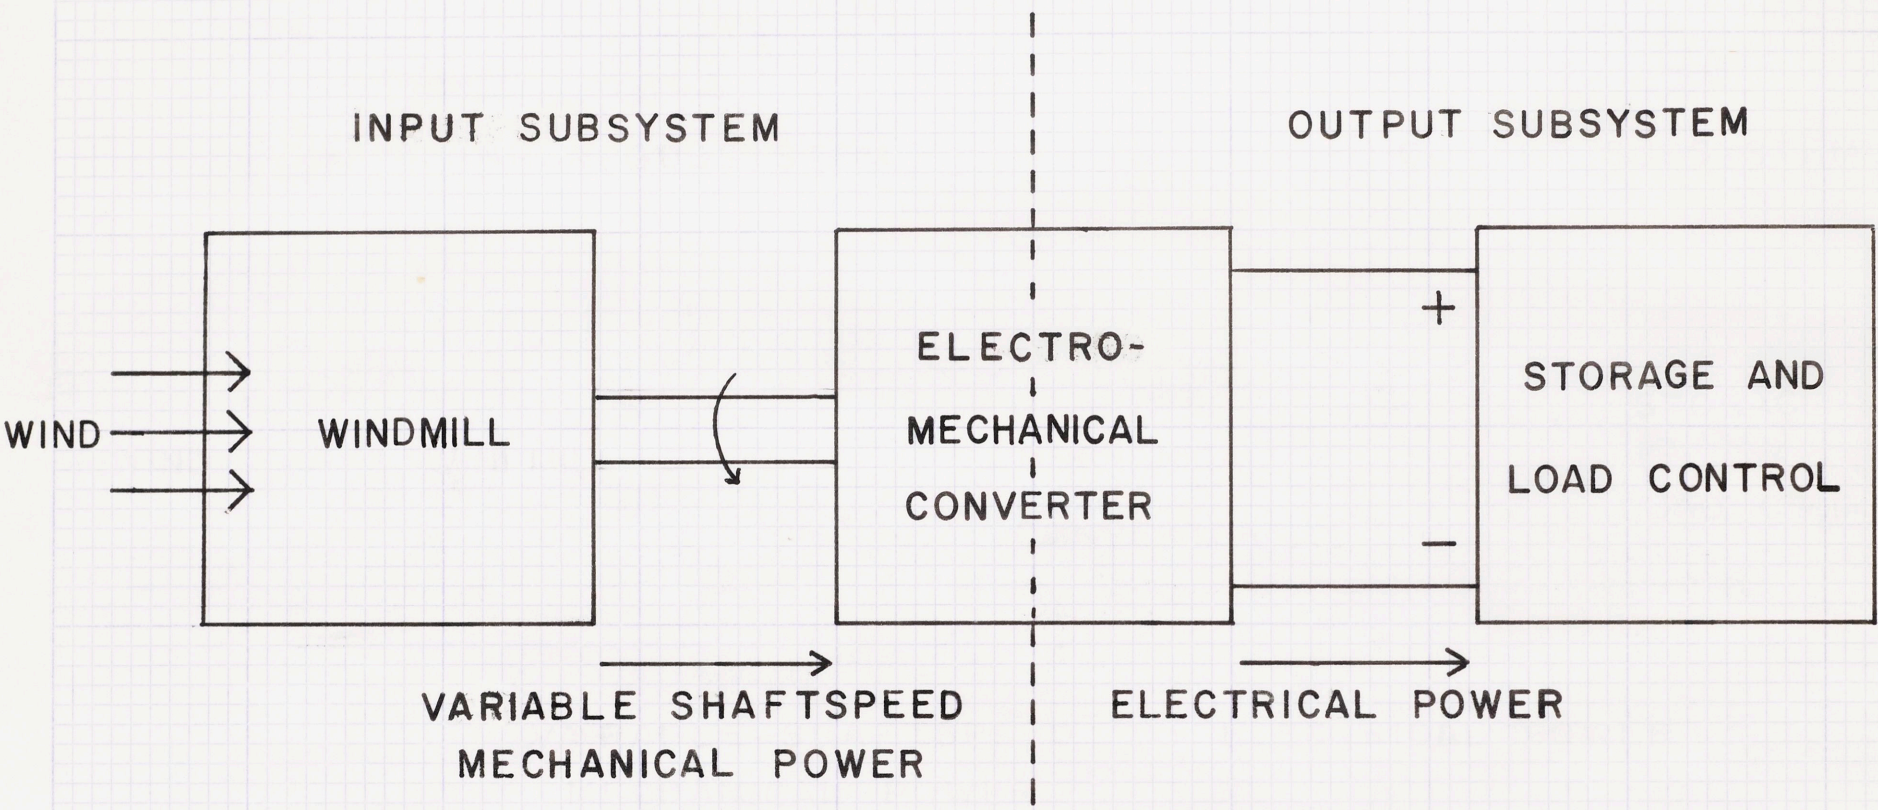 INPUT SUBSYSTEM
OUTPUT SUBSYSTEM
WIND
WINDMILL
ELECTRO-
MECHANICAL
CONVERTER
+
STORAGE AND
LOAD CONTROL
−
VARIABLE SHAFTSPEED
MECHANICAL POWER
ELECTRICAL POWER